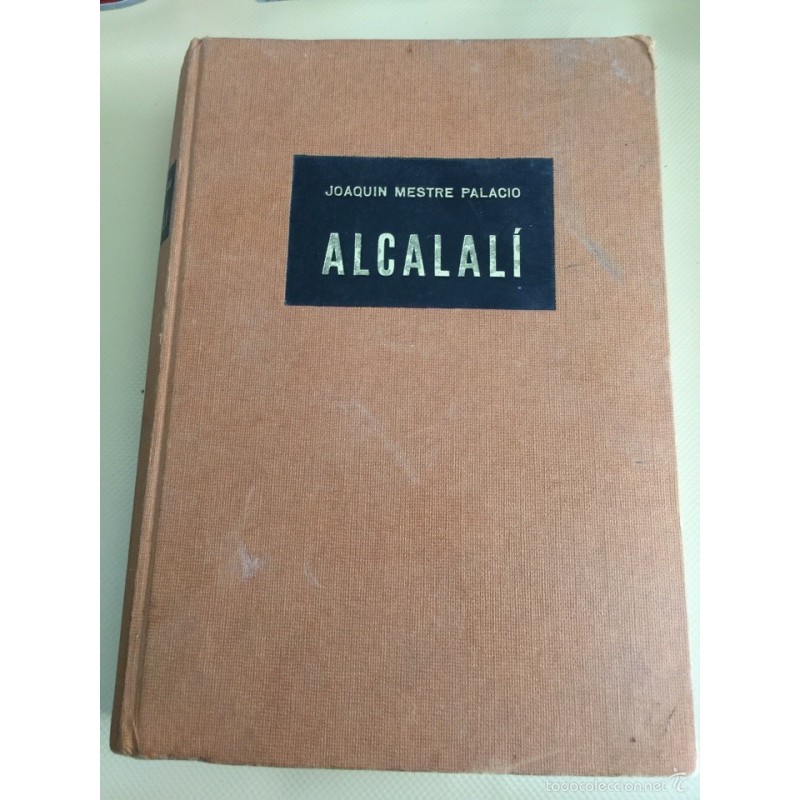 JOAQUIN MESTRE PALACIO
ALCALALÍ
todocoleccion.net